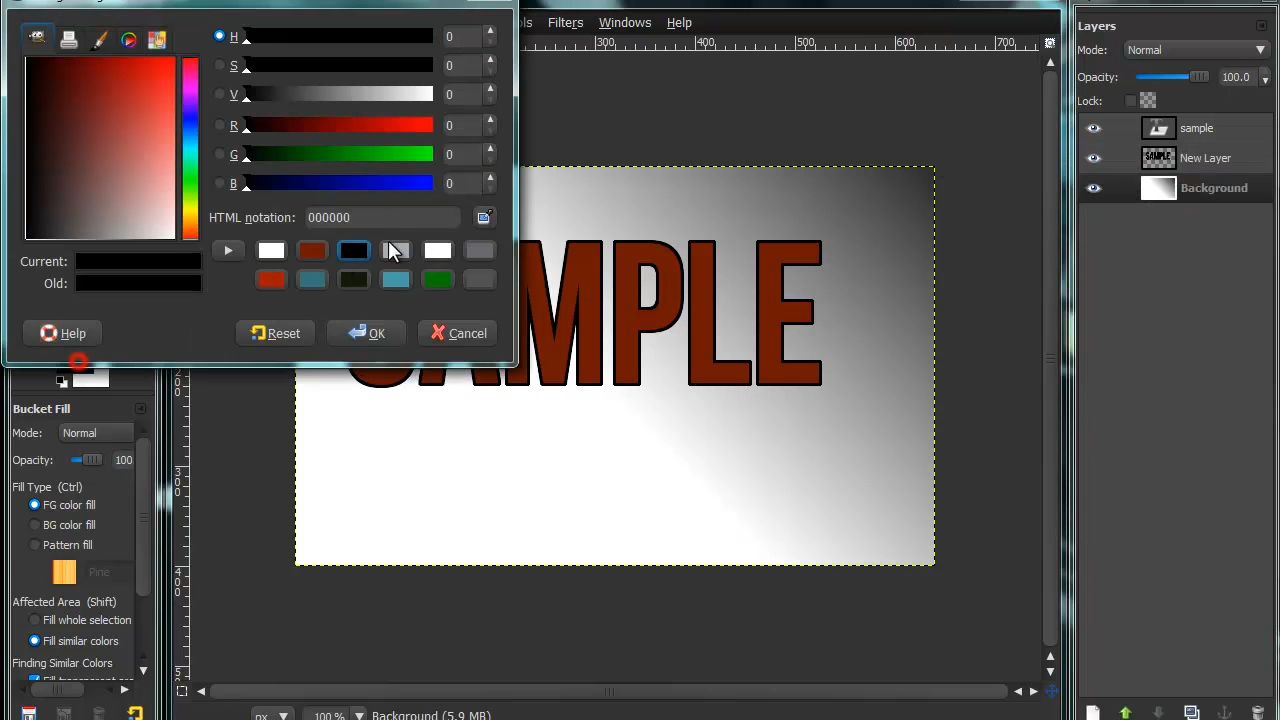 ols Filters Windows Help
300 400 500 600 700
H 0
S 0
V 0
R 0
G 0
B 0
HTML notation: 000000
Current:
Old:
Help Reset OK Cancel
SAMPLE
Bucket Fill
Mode: Normal
Opacity: 100
Fill Type (Ctrl)
FG color fill
BG color fill
Pattern fill
Pine
Affected Area (Shift)
Fill whole selection
Fill similar colors
Finding Similar Colors
px 100 % Background (5.9 MB)
Layers
Mode: Normal
Opacity: 100.0
Lock:
sample
New Layer
Background